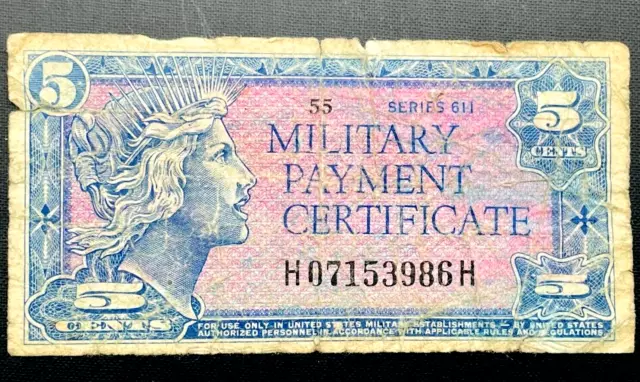 5
55 SERIES 611
5
CENTS
MILITARY
PAYMENT
CERTIFICATE
H07153986H
5
CENTS
5
FOR USE ONLY IN UNITED STATES MILITARY ESTABLISHMENTS — BY UNITED STATES
AUTHORIZED PERSONNEL IN ACCORDANCE WITH APPLICABLE RULES AND REGULATIONS.